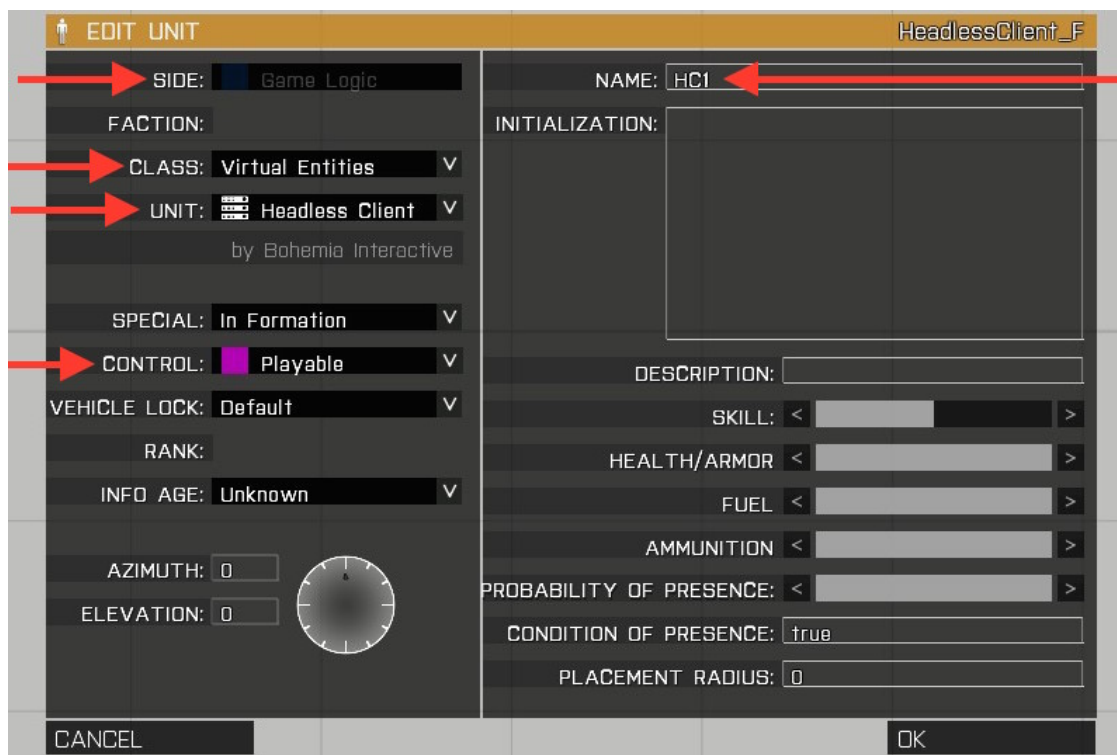 EDIT UNIT HeadlessClient_F
SIDE: Game Logic
FACTION:
CLASS: Virtual Entities V
UNIT: Headless Client V
by Bohemia Interactive
SPECIAL: In Formation V
CONTROL: Playable V
VEHICLE LOCK: Default V
RANK:
INFO AGE: Unknown V
AZIMUTH: 0
ELEVATION: 0
NAME: HC1
INITIALIZATION:
DESCRIPTION:
SKILL: < >
HEALTH/ARMOR < >
FUEL < >
AMMUNITION < >
PROBABILITY OF PRESENCE: < >
CONDITION OF PRESENCE: true
PLACEMENT RADIUS: 0
CANCEL OK